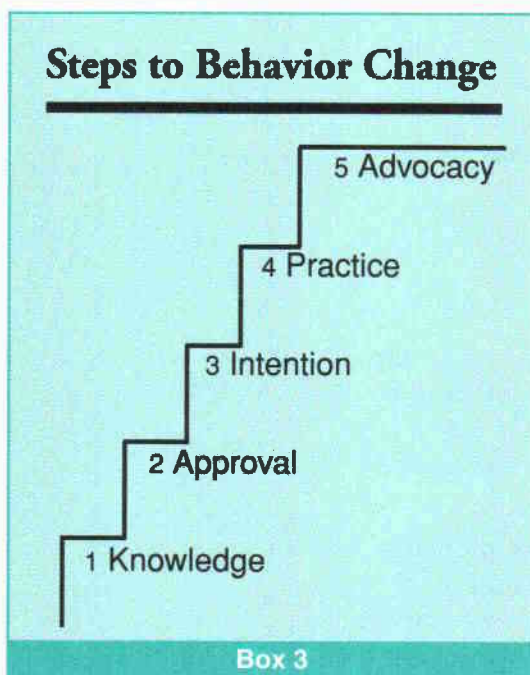 Steps to Behavior Change
5 Advocacy
4 Practice
3 Intention
2 Approval
1 Knowledge
Box 3